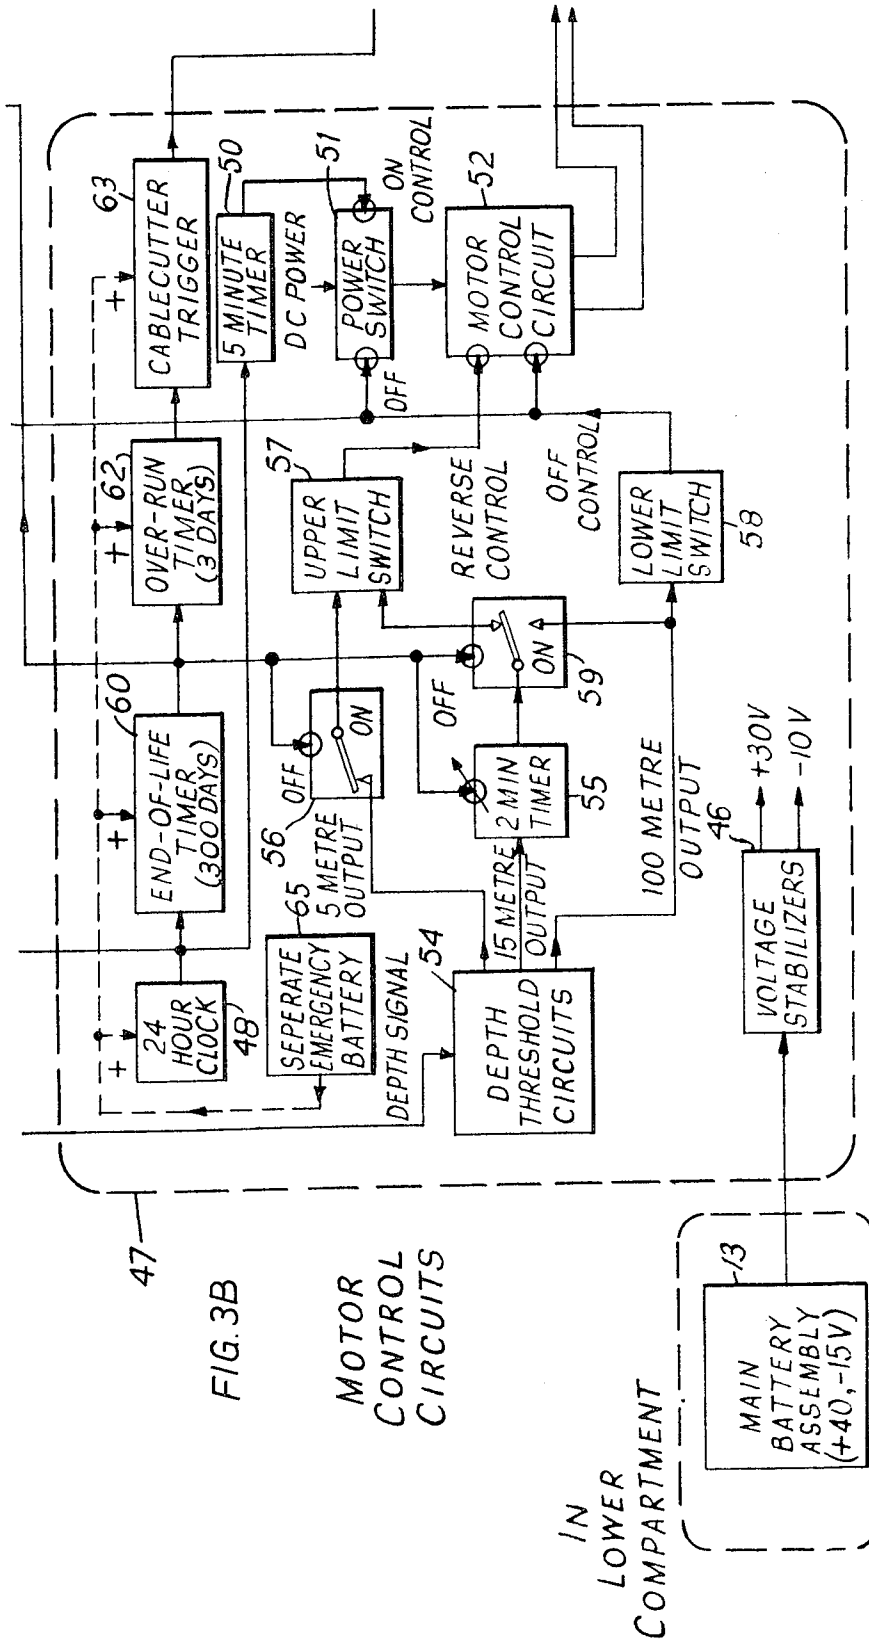 FIG. 3B
MOTOR
CONTROL
CIRCUITS
47
+
24
HOUR
CLOCK
48
+
60
END-OF-LIFE
TIMER
(300 DAYS)
+
62
OVER-RUN
TIMER
(3 DAYS)
+
63
CABLECUTTER
TRIGGER
50
5 MINUTE
TIMER
DC POWER
51
POWER
SWITCH
OFF
ON
CONTROL
52
MOTOR
CONTROL
CIRCUIT
65
SEPERATE
EMERGENCY
BATTERY
DEPTH SIGNAL
54
DEPTH
THRESHOLD
CIRCUITS
5 METRE
OUTPUT
56
OFF
ON
57
UPPER
LIMIT
SWITCH
REVERSE
CONTROL
15 METRE
OUTPUT
2 MIN
TIMER
55
OFF
ON
59
100 METRE
OUTPUT
LOWER
LIMIT
SWITCH
58
OFF
CONTROL
46
VOLTAGE
STABILIZERS
+30V
-10V
13
MAIN
BATTERY
ASSEMBLY
(+40,-15V)
IN
LOWER
COMPARTMENT